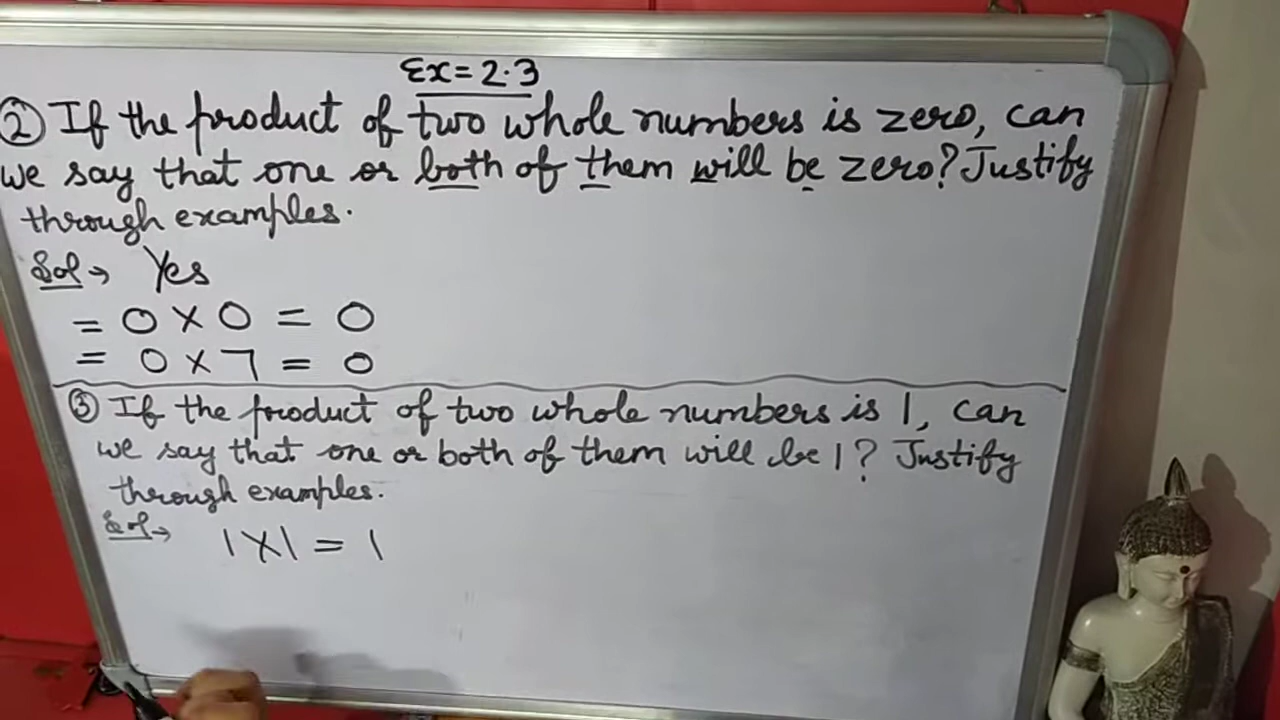 Ex = 2.3
② If the product of two whole numbers is zero, can
we say that one or both of them will be zero? Justify
through examples.
Sol → Yes
= 0 × 0 = 0
= 0 × 7 = 0
③ If the product of two whole numbers is 1, can
we say that one or both of them will be 1? Justify
through examples.
Sol →
1 × 1 = 1